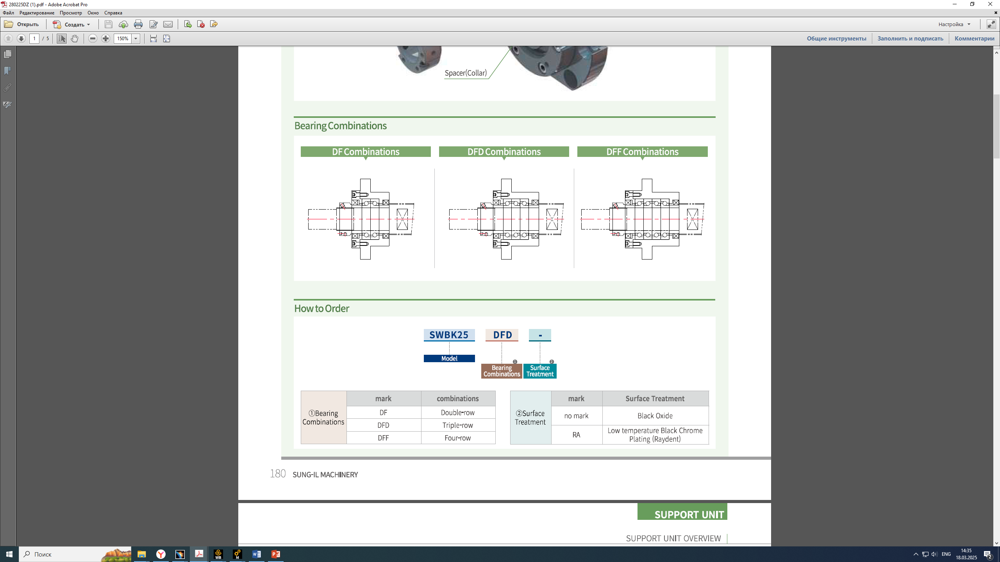 280225DZ (1).pdf - Adobe Acrobat Pro
Файл Редактирование Просмотр Окно Справка
Открыть Создать Настройка
1 / 5 150% Общие инструменты Заполнить и подписать Комментарии
Spacer(Collar)
Bearing Combinations
DF Combinations DFD Combinations DFF Combinations
How to Order
SWBK25 DFD -
Model
① ②
Bearing Combinations
Surface Treatment
①Bearing Combinations
mark combinations
DF Double-row
DFD Triple-row
DFF Four-row
②Surface Treatment
mark Surface Treatment
no mark Black Oxide
RA Low temperature Black Chrome
Plating (Raydent)
180 SUNG-IL MACHINERY
SUPPORT UNIT
SUPPORT UNIT OVERVIEW
Поиск
WB
M
ENG
14:35
18.03.2025
2